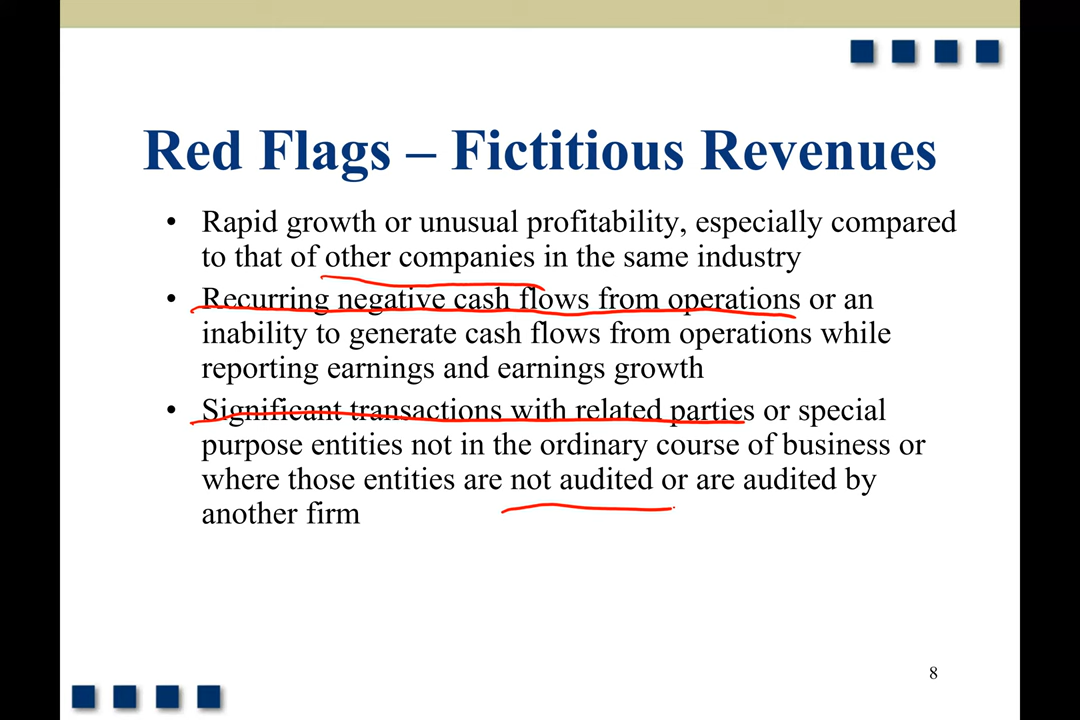 Red Flags – Fictitious Revenues
• Rapid growth or unusual profitability, especially compared
to that of other companies in the same industry
• Recurring negative cash flows from operations or an
inability to generate cash flows from operations while
reporting earnings and earnings growth
• Significant transactions with related parties or special
purpose entities not in the ordinary course of business or
where those entities are not audited or are audited by
another firm
8